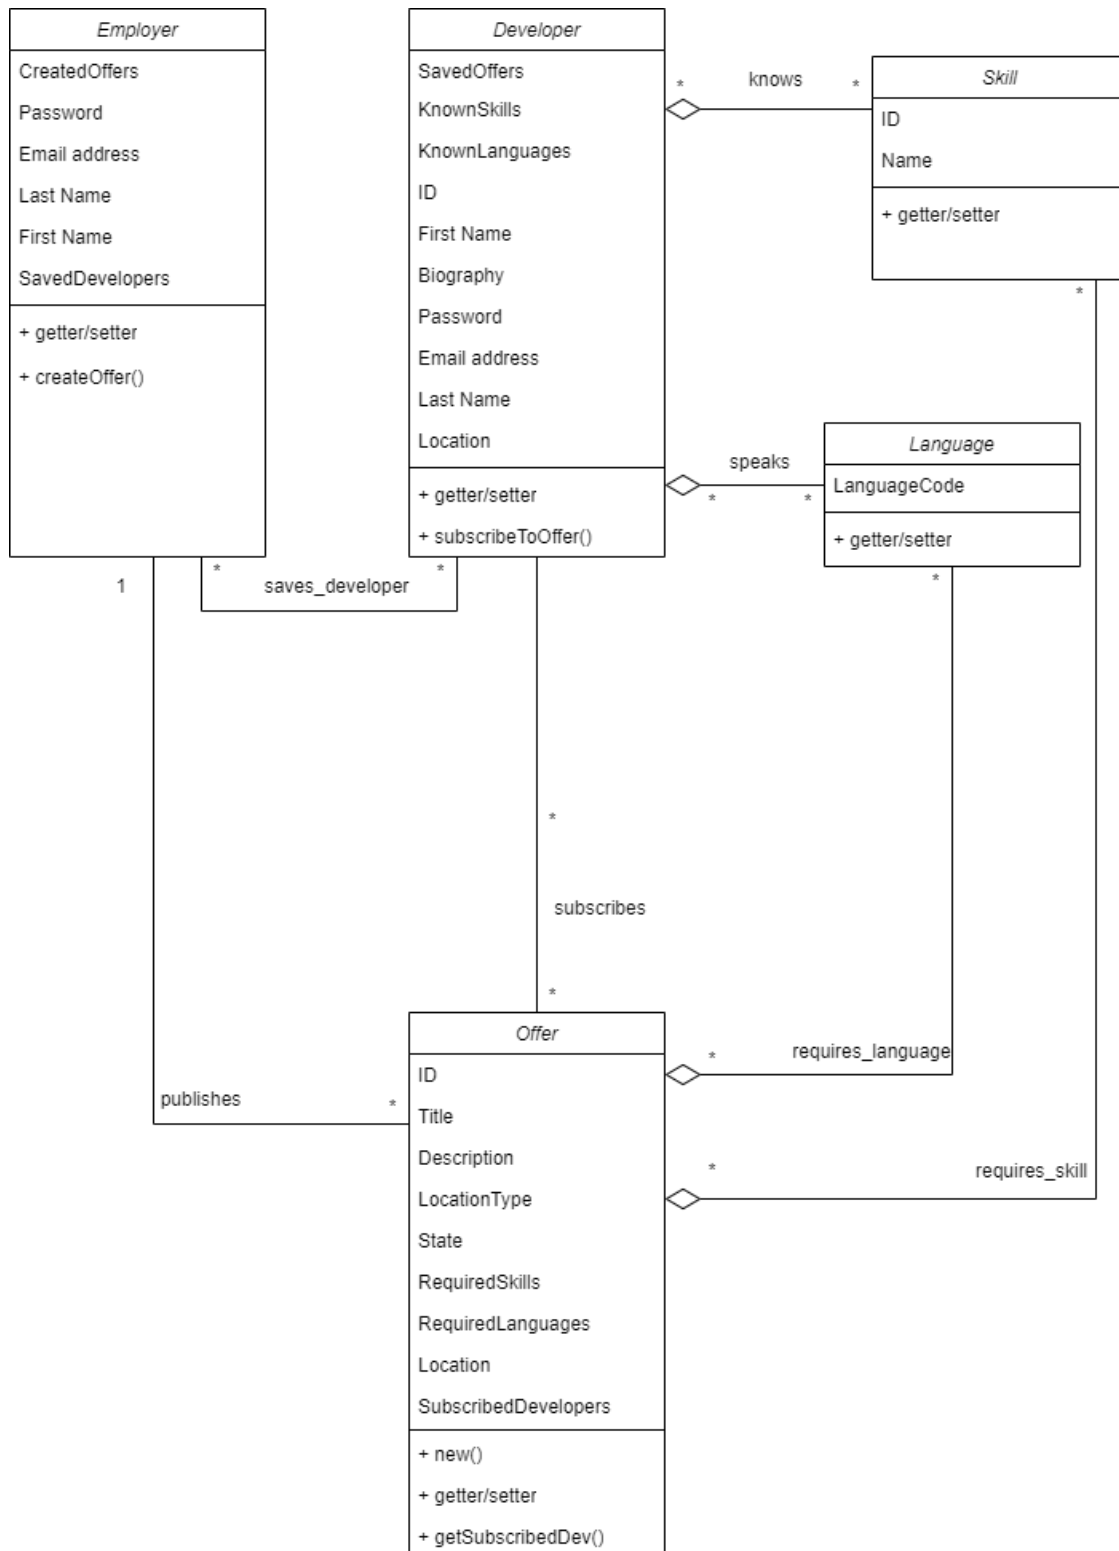 Employer
CreatedOffers
Password
Email address
Last Name
First Name
SavedDevelopers
+ getter/setter
+ createOffer()
Developer
SavedOffers
KnownSkills
KnownLanguages
ID
First Name
Biography
Password
Email address
Last Name
Location
+ getter/setter
+ subscribeToOffer()
* knows *
Skill
ID
Name
+ getter/setter
*
speaks
* *
Language
LanguageCode
+ getter/setter
*
1
* saves_developer *
*
subscribes
*
publishes *
Offer
ID
Title
Description
LocationType
State
RequiredSkills
RequiredLanguages
Location
SubscribedDevelopers
+ new()
+ getter/setter
+ getSubscribedDev()
* requires_language
* requires_skill